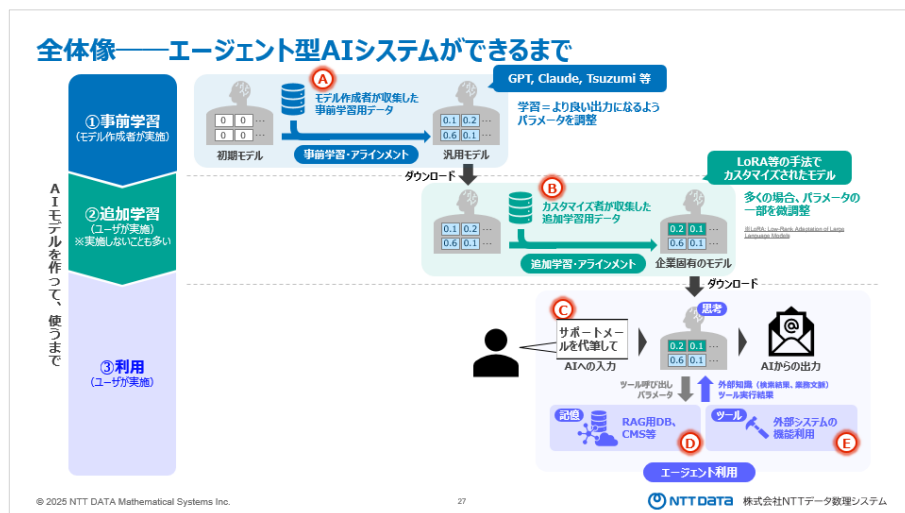 全体像――エージェント型AIシステムができるまで
AIモデルを作って、使うまで
①事前学習
(モデル作成者が実施)
A
モデル作成者が収集した
事前学習用データ
0 0 …
0 0 …
初期モデル
事前学習・アラインメント
0.1 0.2 …
0.6 0.1 …
汎用モデル
GPT, Claude, Tsuzumi 等
学習=より良い出力になるよう
パラメータを調整
ダウンロード
②追加学習
(ユーザが実施)
※実施しないことも多い
0.1 0.2 …
0.6 0.1 …
B
カスタマイズ者が収集した
追加学習用データ
追加学習・アラインメント
0.2 0.1 …
0.6 0.1 …
企業固有のモデル
LoRA等の手法で
カスタマイズされたモデル
多くの場合、パラメータの
一部を微調整
※LoRA: Low-Rank Adaptation of Large
Language Models
ダウンロード
③利用
(ユーザが実施)
C
サポートメー
ルを代筆して
AIへの入力
思考
0.2 0.1 …
0.6 0.1 …
@
AIからの出力
ツール呼び出し
パラメータ
外部知識(検索結果、業務文脈)
ツール実行結果
記憶
RAG用DB、
CMS等
D
ツール
外部システムの
機能利用
E
エージェント利用
© 2025 NTT DATA Mathematical Systems Inc.
27
NTT DATA 株式会社NTTデータ数理システム